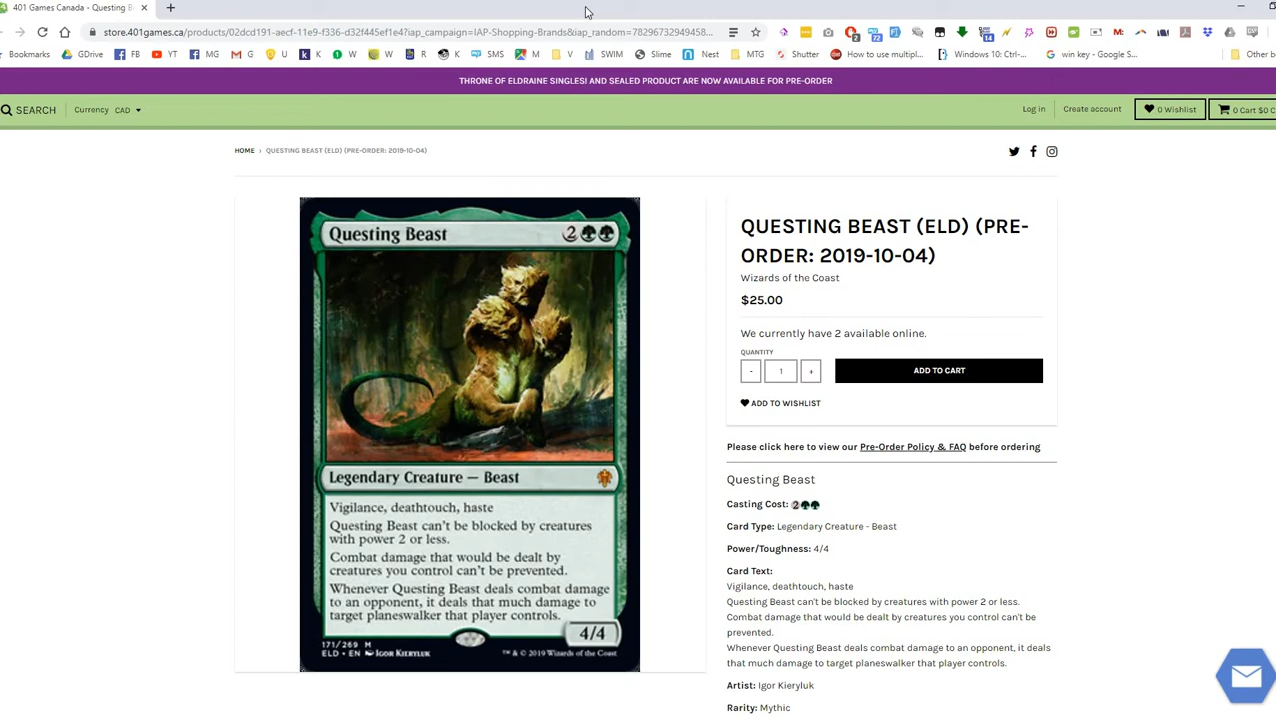 401 Games Canada - Questing B
store.401games.ca/products/02dcd191-aecf-11e9-f336-d32f445ef1e4?iap_campaign=IAP-Shopping-Brands&iap_random=78296732949458...
Bookmarks GDrive FB YT MG G U K W W R K SMS M V SWIM Slime Nest MTG Shutter How to use multipl... Windows 10: Ctrl-... win key - Google S... Other b
THRONE OF ELDRAINE SINGLES! AND SEALED PRODUCT ARE NOW AVAILABLE FOR PRE-ORDER
SEARCH Currency CAD Log in Create account 0 Wishlist 0 Cart $0 C
HOME › QUESTING BEAST (ELD) (PRE-ORDER: 2019-10-04)
Questing Beast 2
Legendary Creature — Beast
Vigilance, deathtouch, haste
Questing Beast can't be blocked by creatures
with power 2 or less.
Combat damage that would be dealt by
creatures you control can't be prevented.
Whenever Questing Beast deals combat damage
to an opponent, it deals that much damage to
target planeswalker that player controls.
4/4
171/269 M
ELD • EN IGOR KIERYLUK
™ & © 2019 Wizards of the Coast
QUESTING BEAST (ELD) (PRE-
ORDER: 2019-10-04)
Wizards of the Coast
$25.00
We currently have 2 available online.
QUANTITY
- 1 + ADD TO CART
ADD TO WISHLIST
Please click here to view our Pre-Order Policy & FAQ before ordering
Questing Beast
Casting Cost: 2
Card Type: Legendary Creature - Beast
Power/Toughness: 4/4
Card Text:
Vigilance, deathtouch, haste
Questing Beast can't be blocked by creatures with power 2 or less.
Combat damage that would be dealt by creatures you control can't be
prevented.
Whenever Questing Beast deals combat damage to an opponent, it deals
that much damage to target planeswalker that player controls.
Artist: Igor Kieryluk
Rarity: Mythic